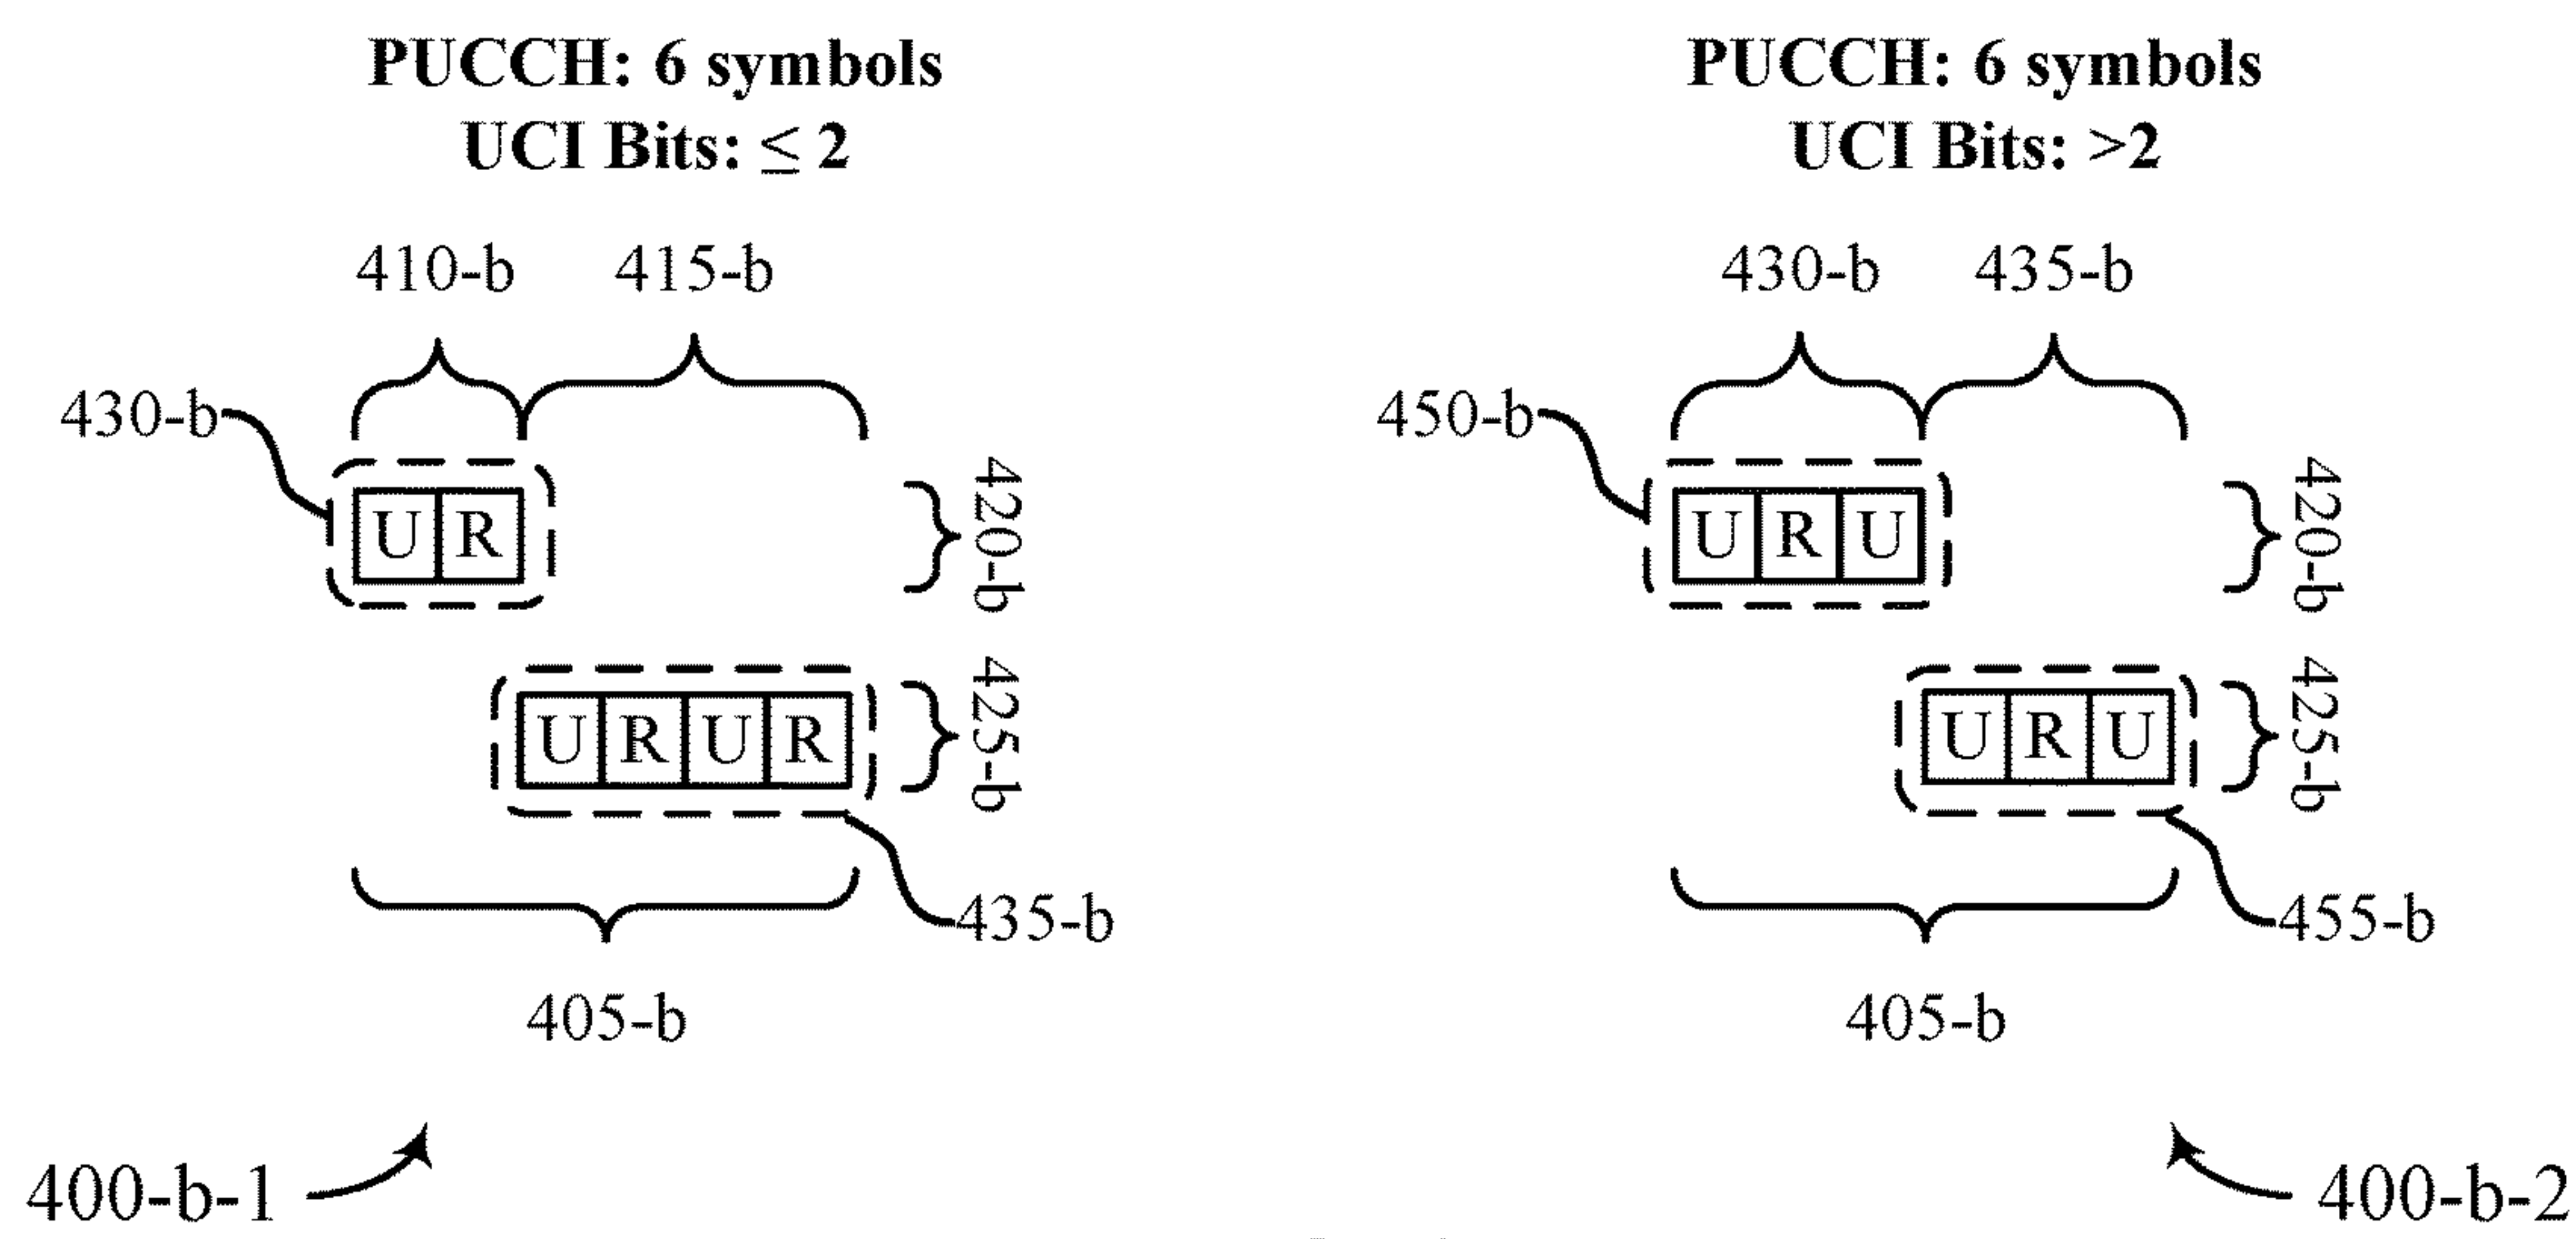 PUCCH: 6 symbols
UCI Bits: ≤ 2
410-b 415-b
430-b
U R
420-b
U R U R
425-b
435-b
405-b
400-b-1
PUCCH: 6 symbols
UCI Bits: >2
430-b 435-b
450-b
U R U
420-b
U R U
425-b
455-b
405-b
400-b-2